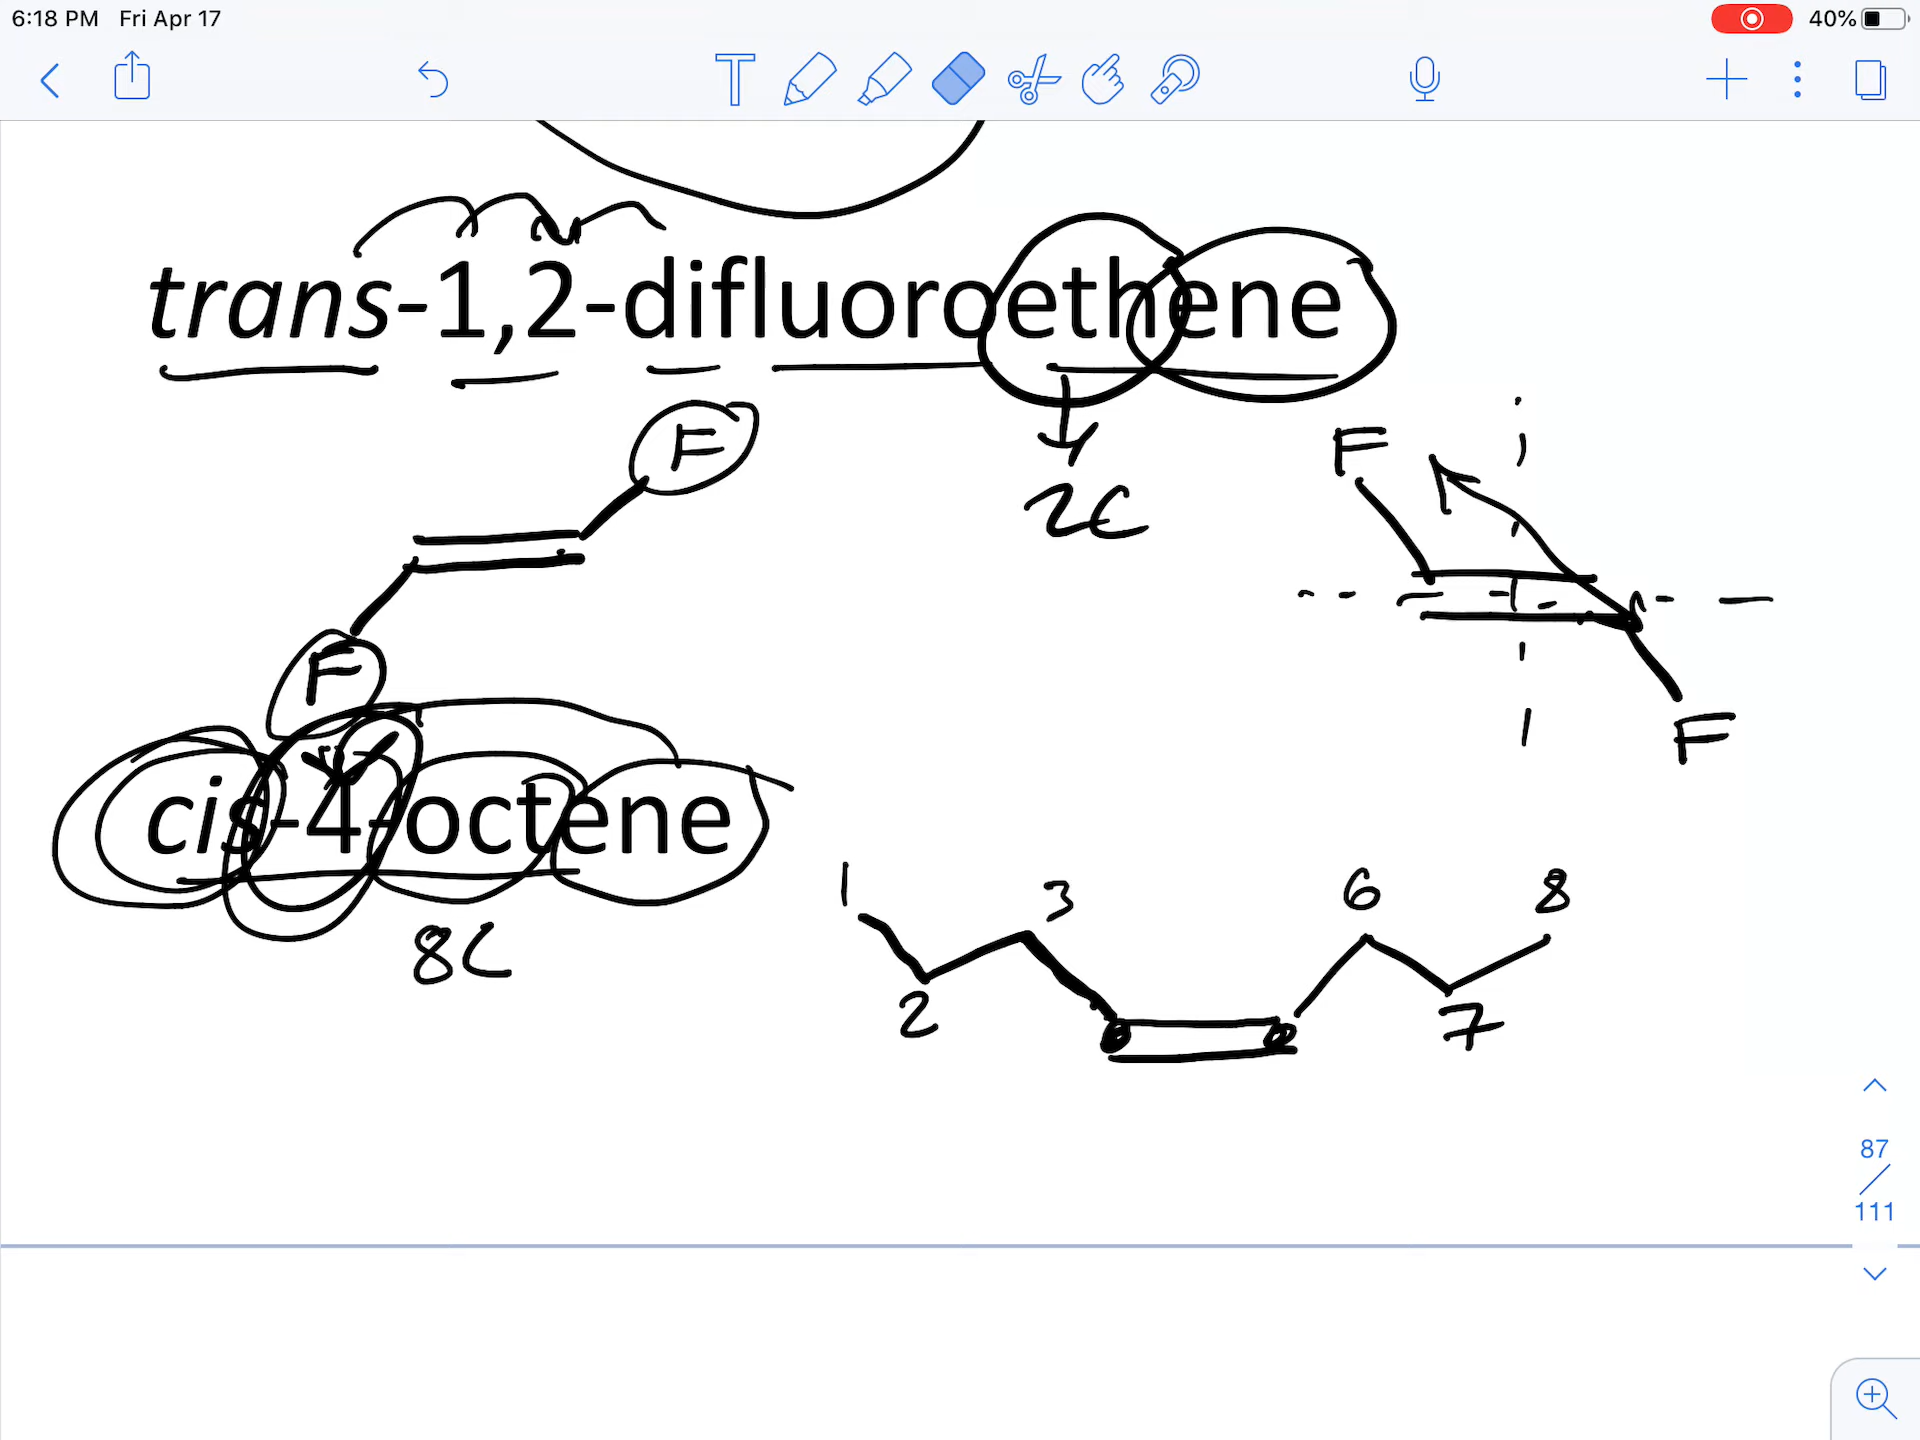 6:18 PM Fri Apr 17 40%
trans-1,2-difluoroethene
F
2C
F
F
F
cis-4-octene
8C
1 3 6 8
2 7
87
111